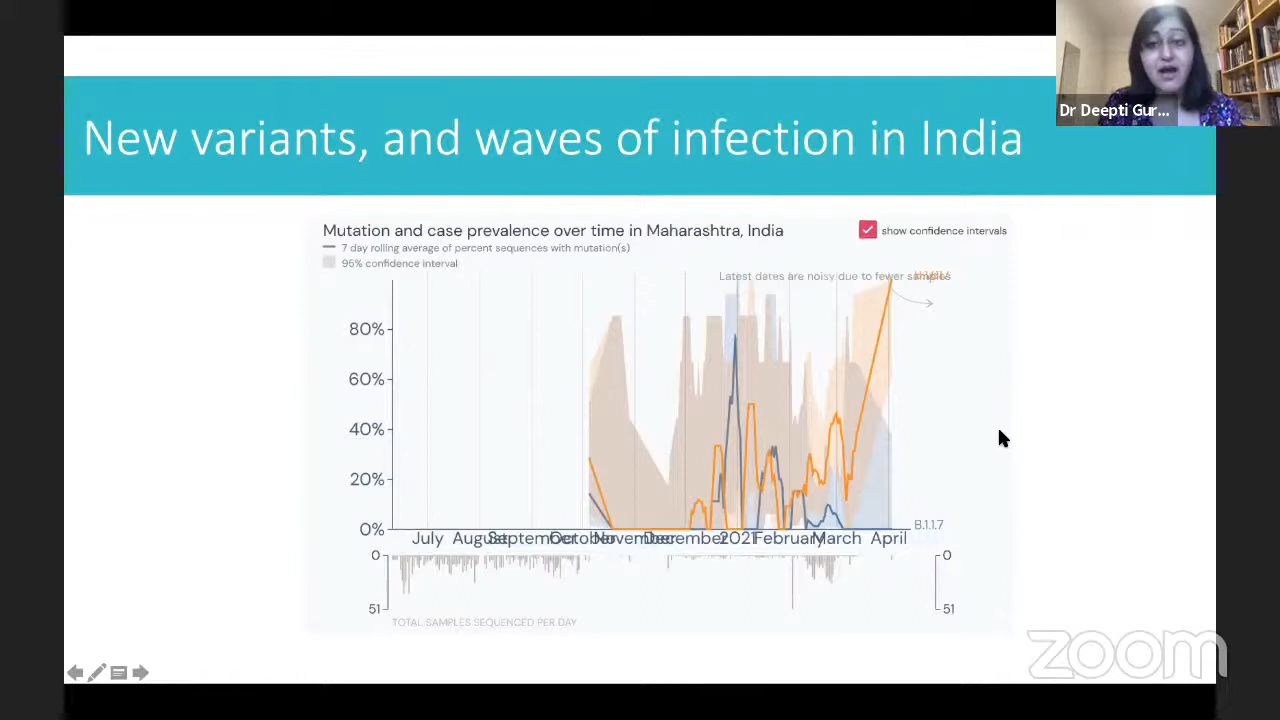 Dr Deepti Gur...
New variants, and waves of infection in India
Mutation and case prevalence over time in Maharashtra, India
show confidence intervals
7 day rolling average of percent sequences with mutation(s)
95% confidence interval
Latest dates are noisy due to fewer samples
80%
60%
40%
20%
0%
B.1.1.7
July August September October November December 2021 February March April
0
0
51
51
TOTAL SAMPLES SEQUENCED PER DAY
zoom